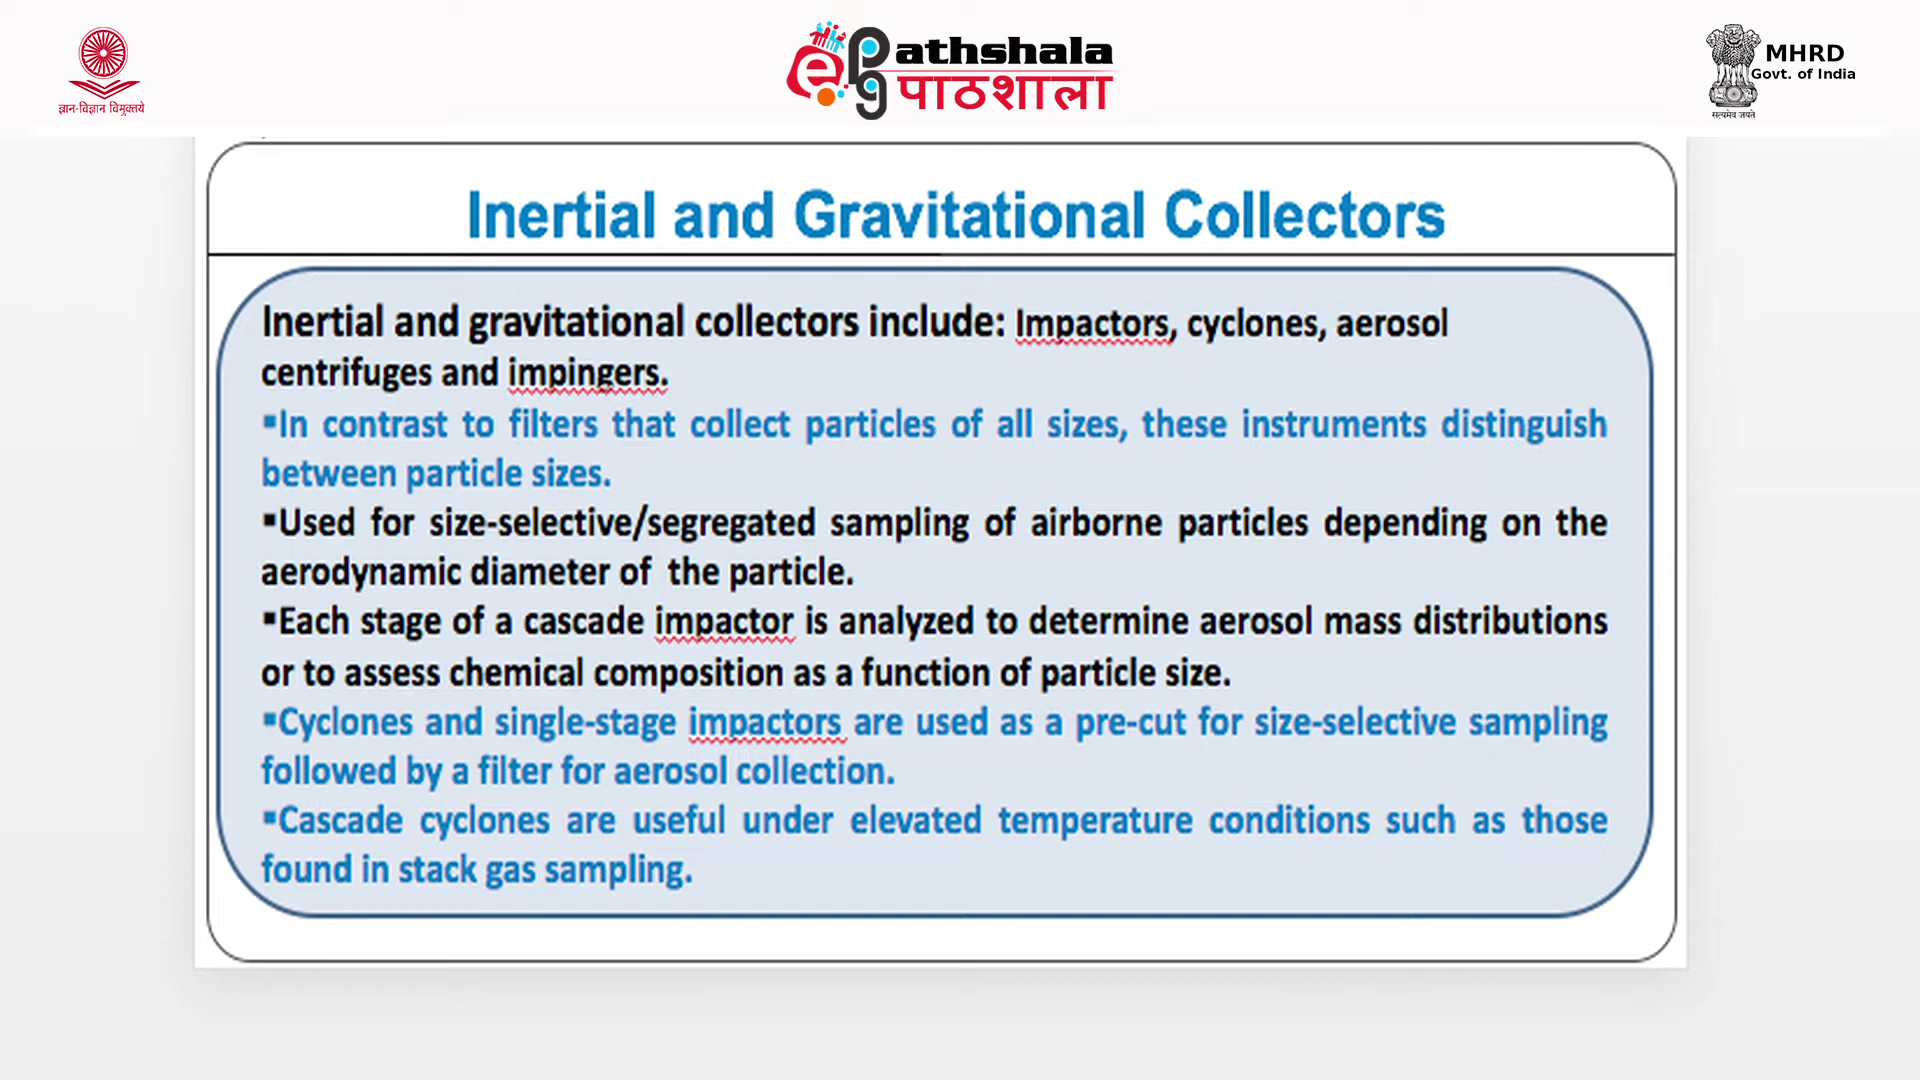 ज्ञान-विज्ञान विमुक्तये
ePg athshala
पाठशाला
MHRD
Govt. of India
सत्यमेव जयते
Inertial and Gravitational Collectors
Inertial and gravitational collectors include: Impactors, cyclones, aerosol
centrifuges and impingers.
▪In contrast to filters that collect particles of all sizes, these instruments distinguish
between particle sizes.
▪Used for size-selective/segregated sampling of airborne particles depending on the
aerodynamic diameter of the particle.
▪Each stage of a cascade impactor is analyzed to determine aerosol mass distributions
or to assess chemical composition as a function of particle size.
▪Cyclones and single-stage impactors are used as a pre-cut for size-selective sampling
followed by a filter for aerosol collection.
▪Cascade cyclones are useful under elevated temperature conditions such as those
found in stack gas sampling.